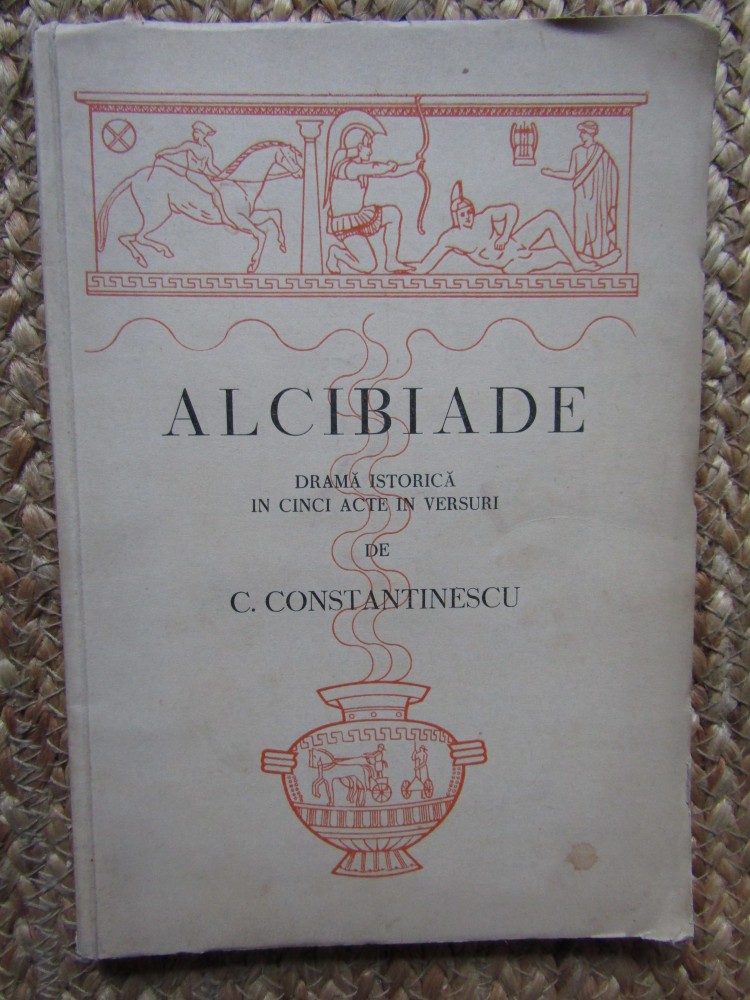 ALCIBIADE
DRAMĂ ISTORICĂ
IN CINCI ACTE IN VERSURI
DE
C. CONSTANTINESCU